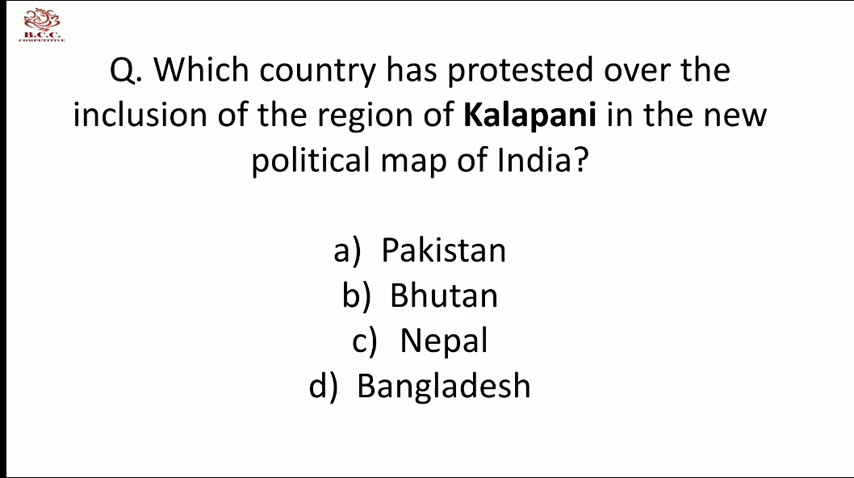 B.C.C.
COMPETITIVE
Q. Which country has protested over the
inclusion of the region of Kalapani in the new
political map of India?
a) Pakistan
b) Bhutan
c) Nepal
d) Bangladesh